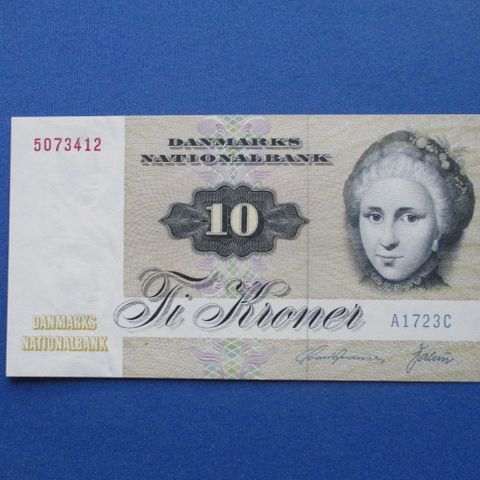 5073412
DANMARKS
NATIONALBANK
10
Ti Kroner
A1723C
DANMARKS
NATIONALBANK